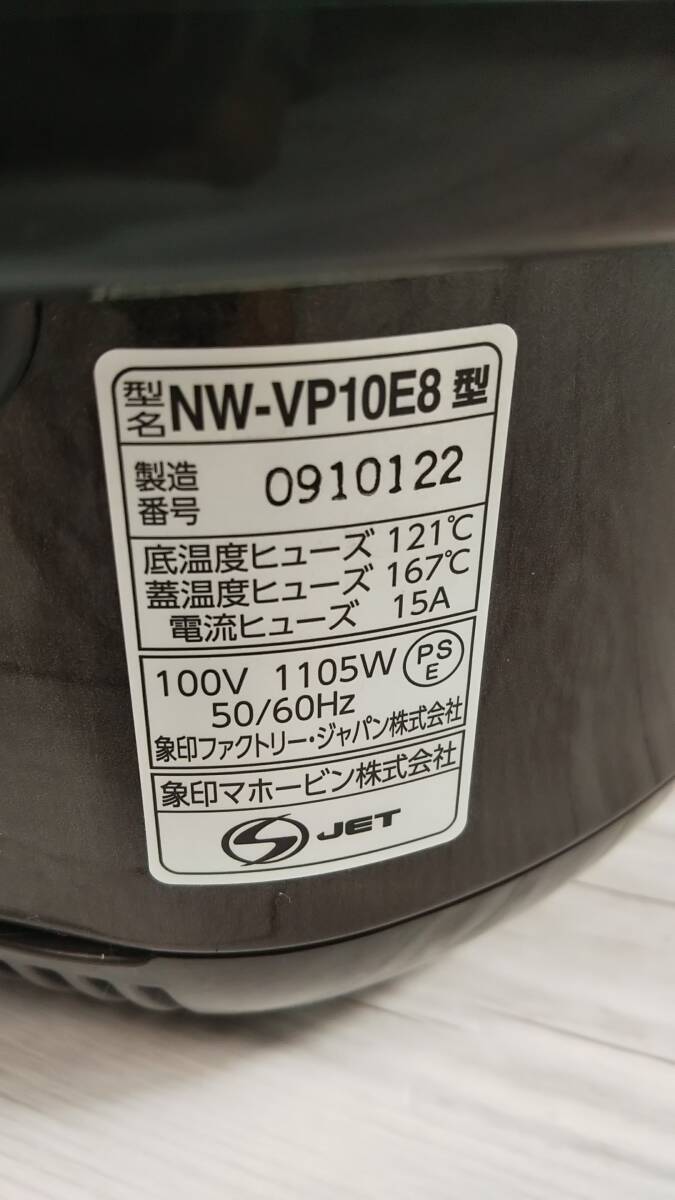 型名 NW-VP10E8 型
製造番号 0910122
底温度ヒューズ 121℃
蓋温度ヒューズ 167℃
電流ヒューズ 15A
100V 1105W PSE
50/60Hz
象印ファクトリー・ジャパン株式会社
象印マホービン株式会社
S JET